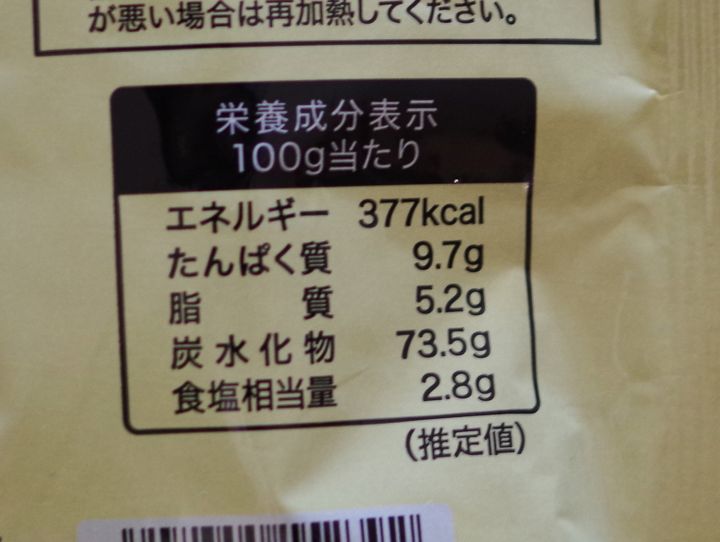 が悪い場合は再加熱してください。
栄養成分表示
100g当たり
エネルギー 377kcal
たんぱく質 9.7g
脂質 5.2g
炭水化物 73.5g
食塩相当量 2.8g
(推定値)